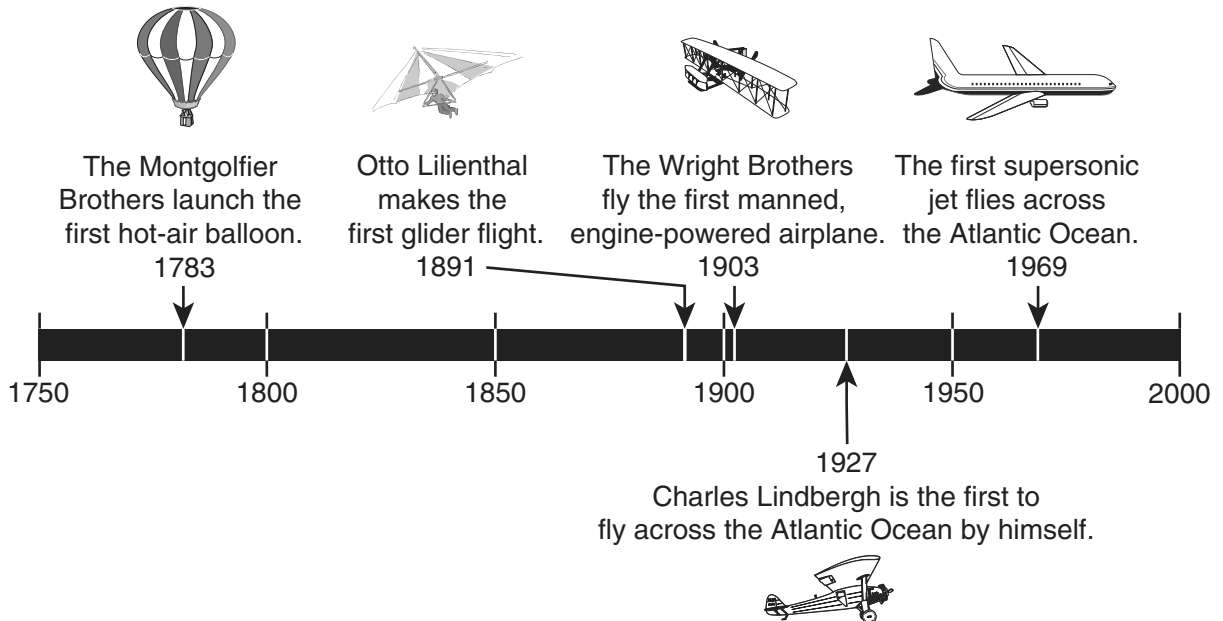 The Montgolfier
Brothers launch the
first hot-air balloon.
1783
Otto Lilienthal
makes the
first glider flight.
1891
The Wright Brothers
fly the first manned,
engine-powered airplane.
1903
The first supersonic
jet flies across
the Atlantic Ocean.
1969
1750
1800
1850
1900
1950
2000
1927
Charles Lindbergh is the first to
fly across the Atlantic Ocean by himself.